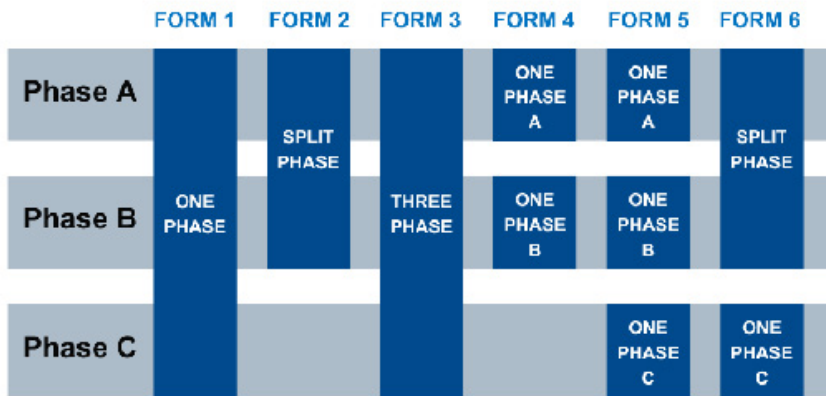 FORM 1 FORM 2 FORM 3 FORM 4 FORM 5 FORM 6
Phase A
ONE
PHASE
SPLIT
PHASE
THREE
PHASE
ONE
PHASE
A
ONE
PHASE
A
SPLIT
PHASE
Phase B
ONE
PHASE
B
ONE
PHASE
B
Phase C
ONE
PHASE
C
ONE
PHASE
C